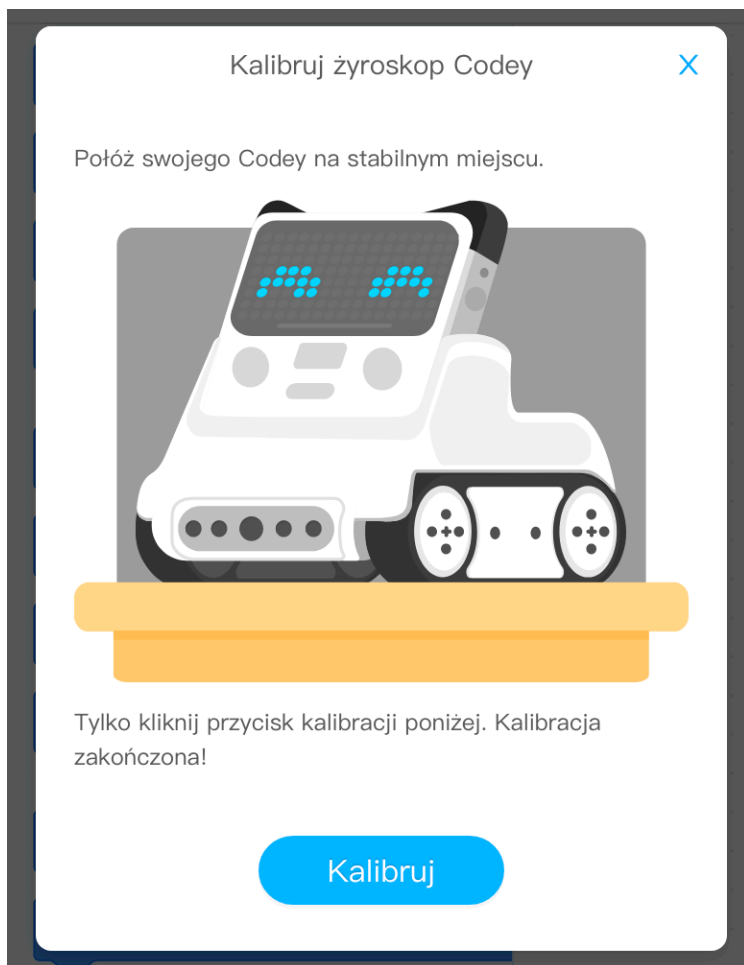 Kalibruj żyroskop Codey
X
Połóż swojego Codey na stabilnym miejscu.
Tylko kliknij przycisk kalibracji poniżej. Kalibracja
zakończona!
Kalibruj